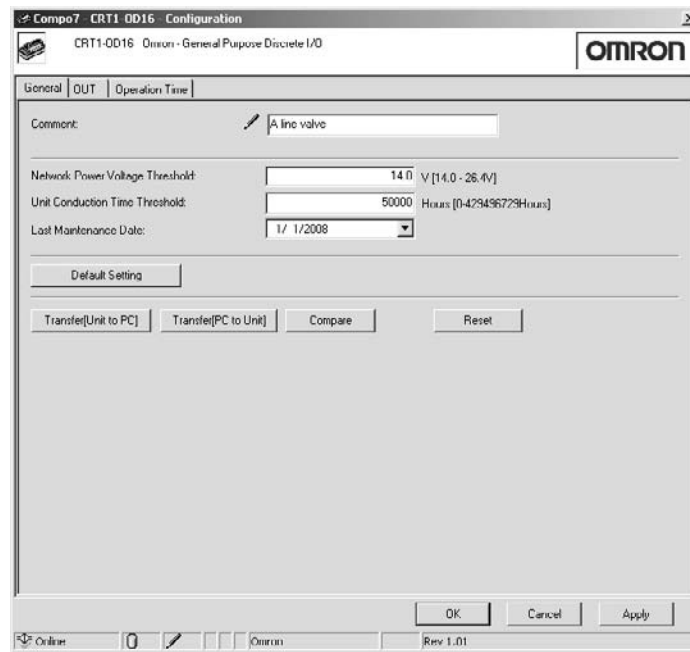 Compo7 - CRT1-OD16 - Configuration
CRT1-OD16 Omron - General Purpose Discrete I/O
OMRON
General OUT Operation Time
Comment: A line valve
Network Power Voltage Threshold: 14.0 V [14.0 - 26.4V]
Unit Conduction Time Threshold: 50000 Hours [0-429496729Hours]
Last Maintenance Date: 1/ 1/2008
Default Setting
Transfer[Unit to PC] Transfer[PC to Unit] Compare Reset
OK Cancel Apply
Online 0 Omron Rev 1.01